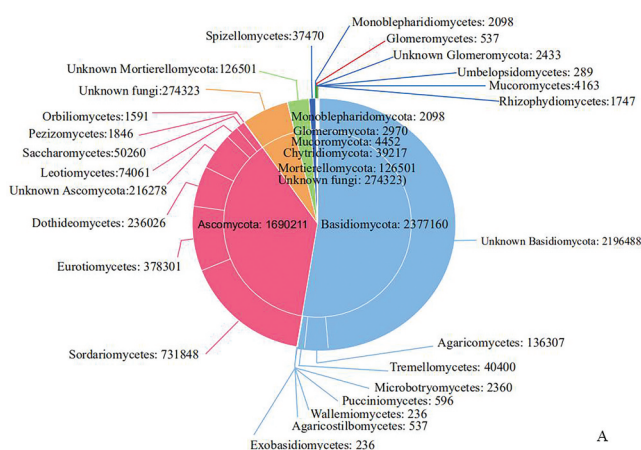 Monoblepharidiomycetes: 2098
Spizellomycetes:37470
Glomeromycetes: 537
Unknown Glomeromycota: 2433
Unknown Mortierellomycota:126501
Umbelopsidomycetes: 289
Unknown fungi:274323
Mucoromycetes:4163
Rhizophydiomycetes:1747
Orbiliomycetes: 1591
Monoblepharidomycota: 2098
Pezizomycetes: 1846
Glomeromycota: 2970
Mucoromycota: 4452
Saccharomycetes:50260
Chytridiomycota: 39217
Leotiomycetes:74061
Mortierellomycota: 126501
Unknown fungi: 274323)
Unknown Ascomycota:216278
Dothideomycetes: 236026
Ascomycota: 1690211
Basidiomycota: 2377160
Unknown Basidiomycota: 2196488
Eurotiomycetes: 378301
Sordariomycetes: 731848
Agaricomycetes: 136307
Tremellomycetes: 40400
Microbotryomycetes: 2360
Pucciniomycetes: 596
Wallemiomycetes: 236
Agaricostilbomycetes: 537
Exobasidiomycetes: 236
A